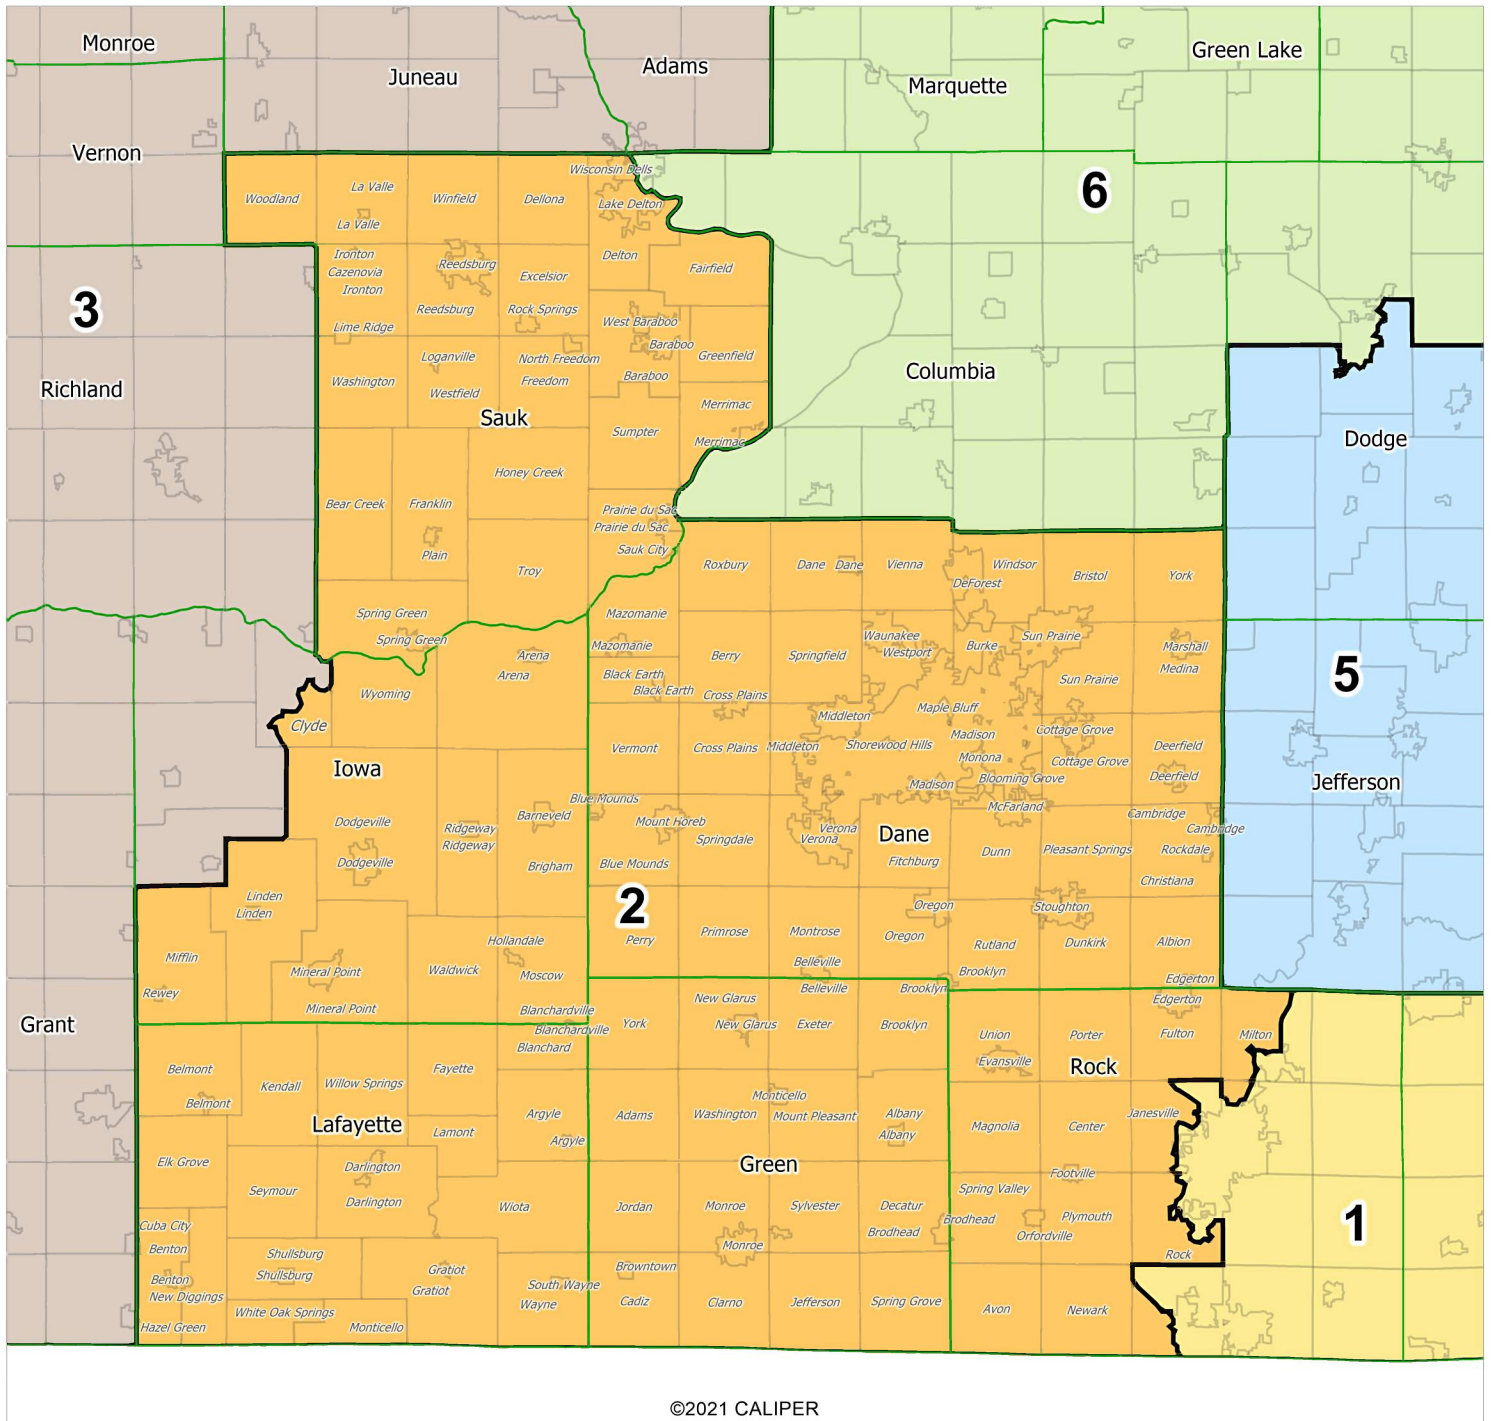 Monroe
Juneau
Adams
Green Lake
Marquette
Vernon
Wisconsin Dells
6
La Valle
Woodland
Winfield
Dellona
Lake Delton
La Valle
Ironton
Delton
Reedsburg
Fairfield
Cazenovia
Excelsior
Ironton
3
Reedsburg
Rock Springs
West Baraboo
Lime Ridge
Baraboo
Loganville
North Freedom
Greenfield
Columbia
Washington
Freedom
Baraboo
Richland
Westfield
Merrimac
Sauk
Sumpter
Merrimac
Dodge
Honey Creek
Bear Creek
Franklin
Prairie du Sac
Prairie du Sac
Sauk City
Plain
Troy
Roxbury
Dane
Dane
Vienna
Windsor
DeForest
Bristol
York
Spring Green
Mazomanie
Spring Green
Waunakee
Sun Prairie
Mazomanie
Westport
Burke
Marshall
Arena
Berry
Springfield
Medina
Arena
Black Earth
Sun Prairie
5
Wyoming
Black Earth
Cross Plains
Clyde
Middleton
Maple Bluff
Madison
Cottage Grove
Vermont
Cross Plains
Middleton
Shorewood Hills
Deerfield
Iowa
Monona
Cottage Grove
Blooming Grove
Deerfield
Jefferson
Madison
Blue Mounds
McFarland
Barneveld
Cambridge
Dodgeville
Mount Horeb
Ridgeway
Verona
Dane
Cambridge
Ridgeway
Springdale
Verona
Pleasant Springs
Rockdale
Dodgeville
Brigham
Blue Mounds
Fitchburg
Dunn
Christiana
Linden
2
Oregon
Stoughton
Linden
Hollandale
Perry
Primrose
Montrose
Oregon
Rutland
Dunkirk
Albion
Mifflin
Mineral Point
Waldwick
Moscow
Belleville
Brooklyn
Edgerton
Rewey
Belleville
Brooklyn
Mineral Point
Blanchardville
New Glarus
Edgerton
Grant
Blanchardville
York
New Glarus
Exeter
Brooklyn
Union
Porter
Fulton
Milton
Blanchard
Evansville
Rock
Belmont
Kendall
Willow Springs
Fayette
Belmont
Monticello
Lafayette
Argyle
Adams
Washington
Mount Pleasant
Albany
Janesville
Lamont
Argyle
Albany
Magnolia
Center
Elk Grove
Darlington
Green
Footville
Seymour
Darlington
Spring Valley
Wiota
Jordan
Monroe
Sylvester
Decatur
Plymouth
1
Cuba City
Brodhead
Brodhead
Orfordville
Benton
Shullsburg
Monroe
Rock
Benton
Shullsburg
Gratiot
Browntown
New Diggings
Gratiot
South Wayne
Wayne
Cadiz
Clarno
Jefferson
Spring Grove
Avon
Newark
White Oak Springs
Hazel Green
Monticello
©2021 CALIPER